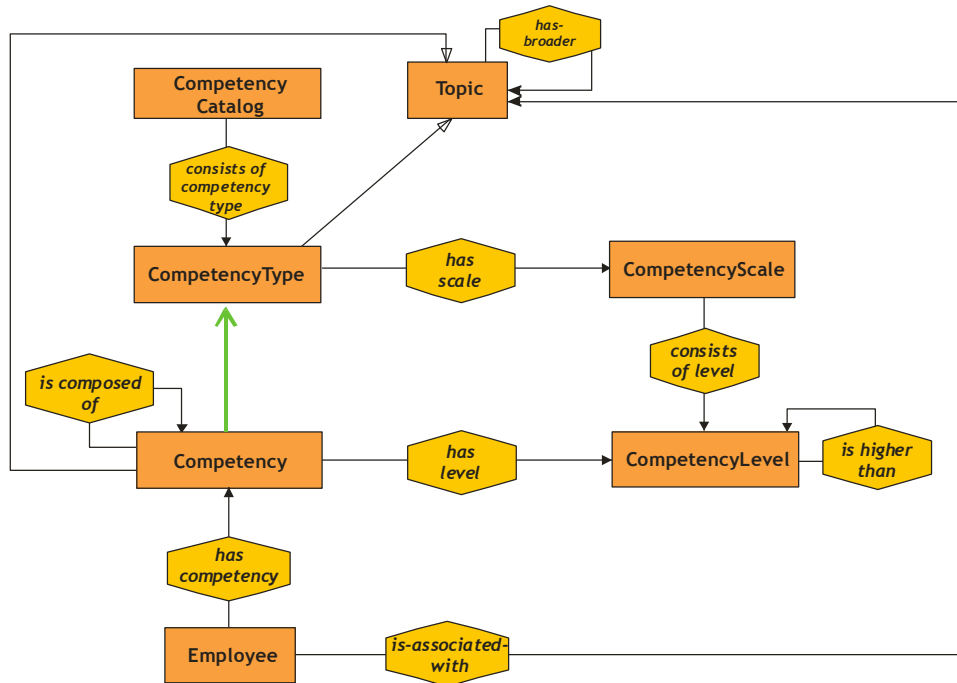 has-
broader
Topic
Competency
Catalog
consists of
competency
type
CompetencyType
has
scale
CompetencyScale
consists
of level
is composed
of
Competency
has
level
CompetencyLevel
is higher
than
has
competency
Employee
is-associated-
with